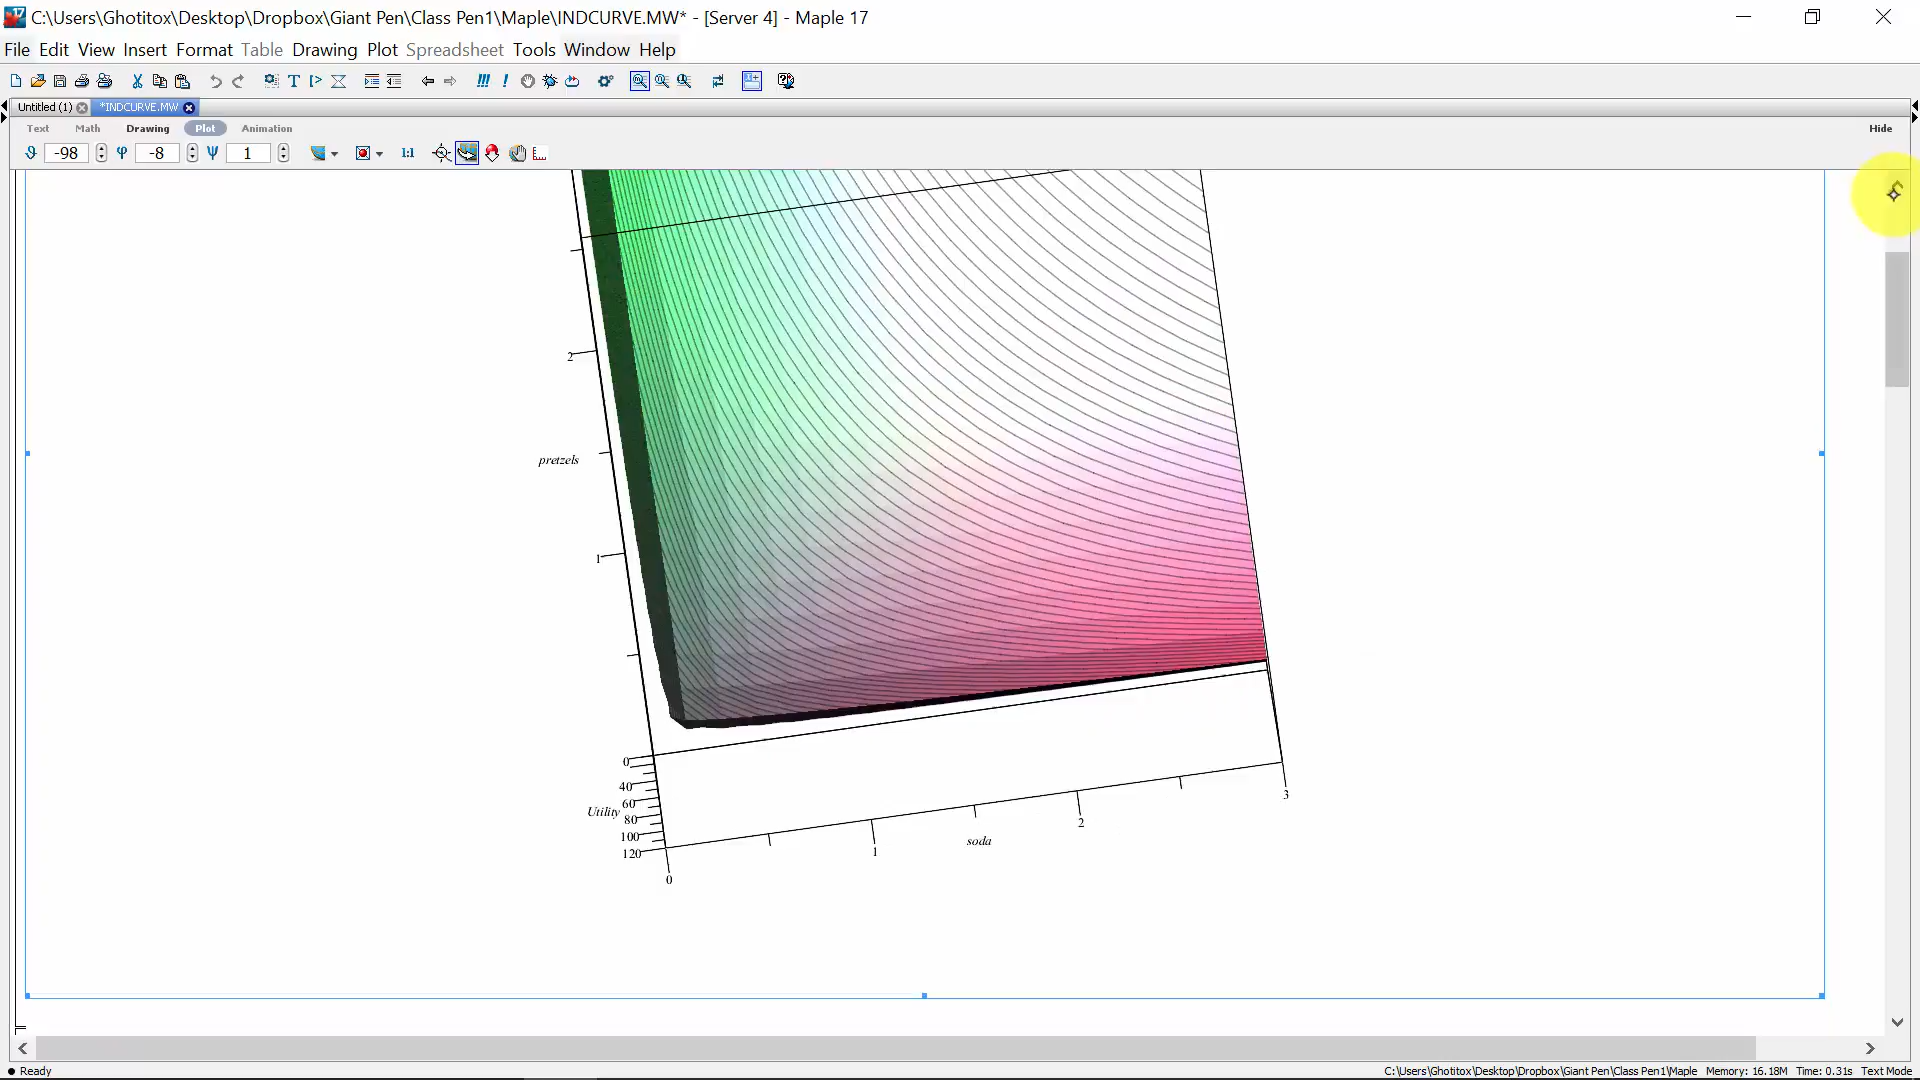 C:\Users\Ghotitox\Desktop\Dropbox\Giant Pen\Class Pen1\Maple\INDCURVE.MW* - [Server 4] - Maple 17
File Edit View Insert Format Table Drawing Plot Spreadsheet Tools Window Help
Untitled (1) *INDCURVE.MW
Text Math Drawing Plot Animation Hide
ϑ -98 φ -8 ψ 1 1:1
2
pretzels
1
0
40
Utility 60
80
100
120
3
2
soda
1
0
Ready C:\Users\Ghotitox\Desktop\Dropbox\Giant Pen\Class Pen1\Maple Memory: 16.18M Time: 0.31s Text Mode